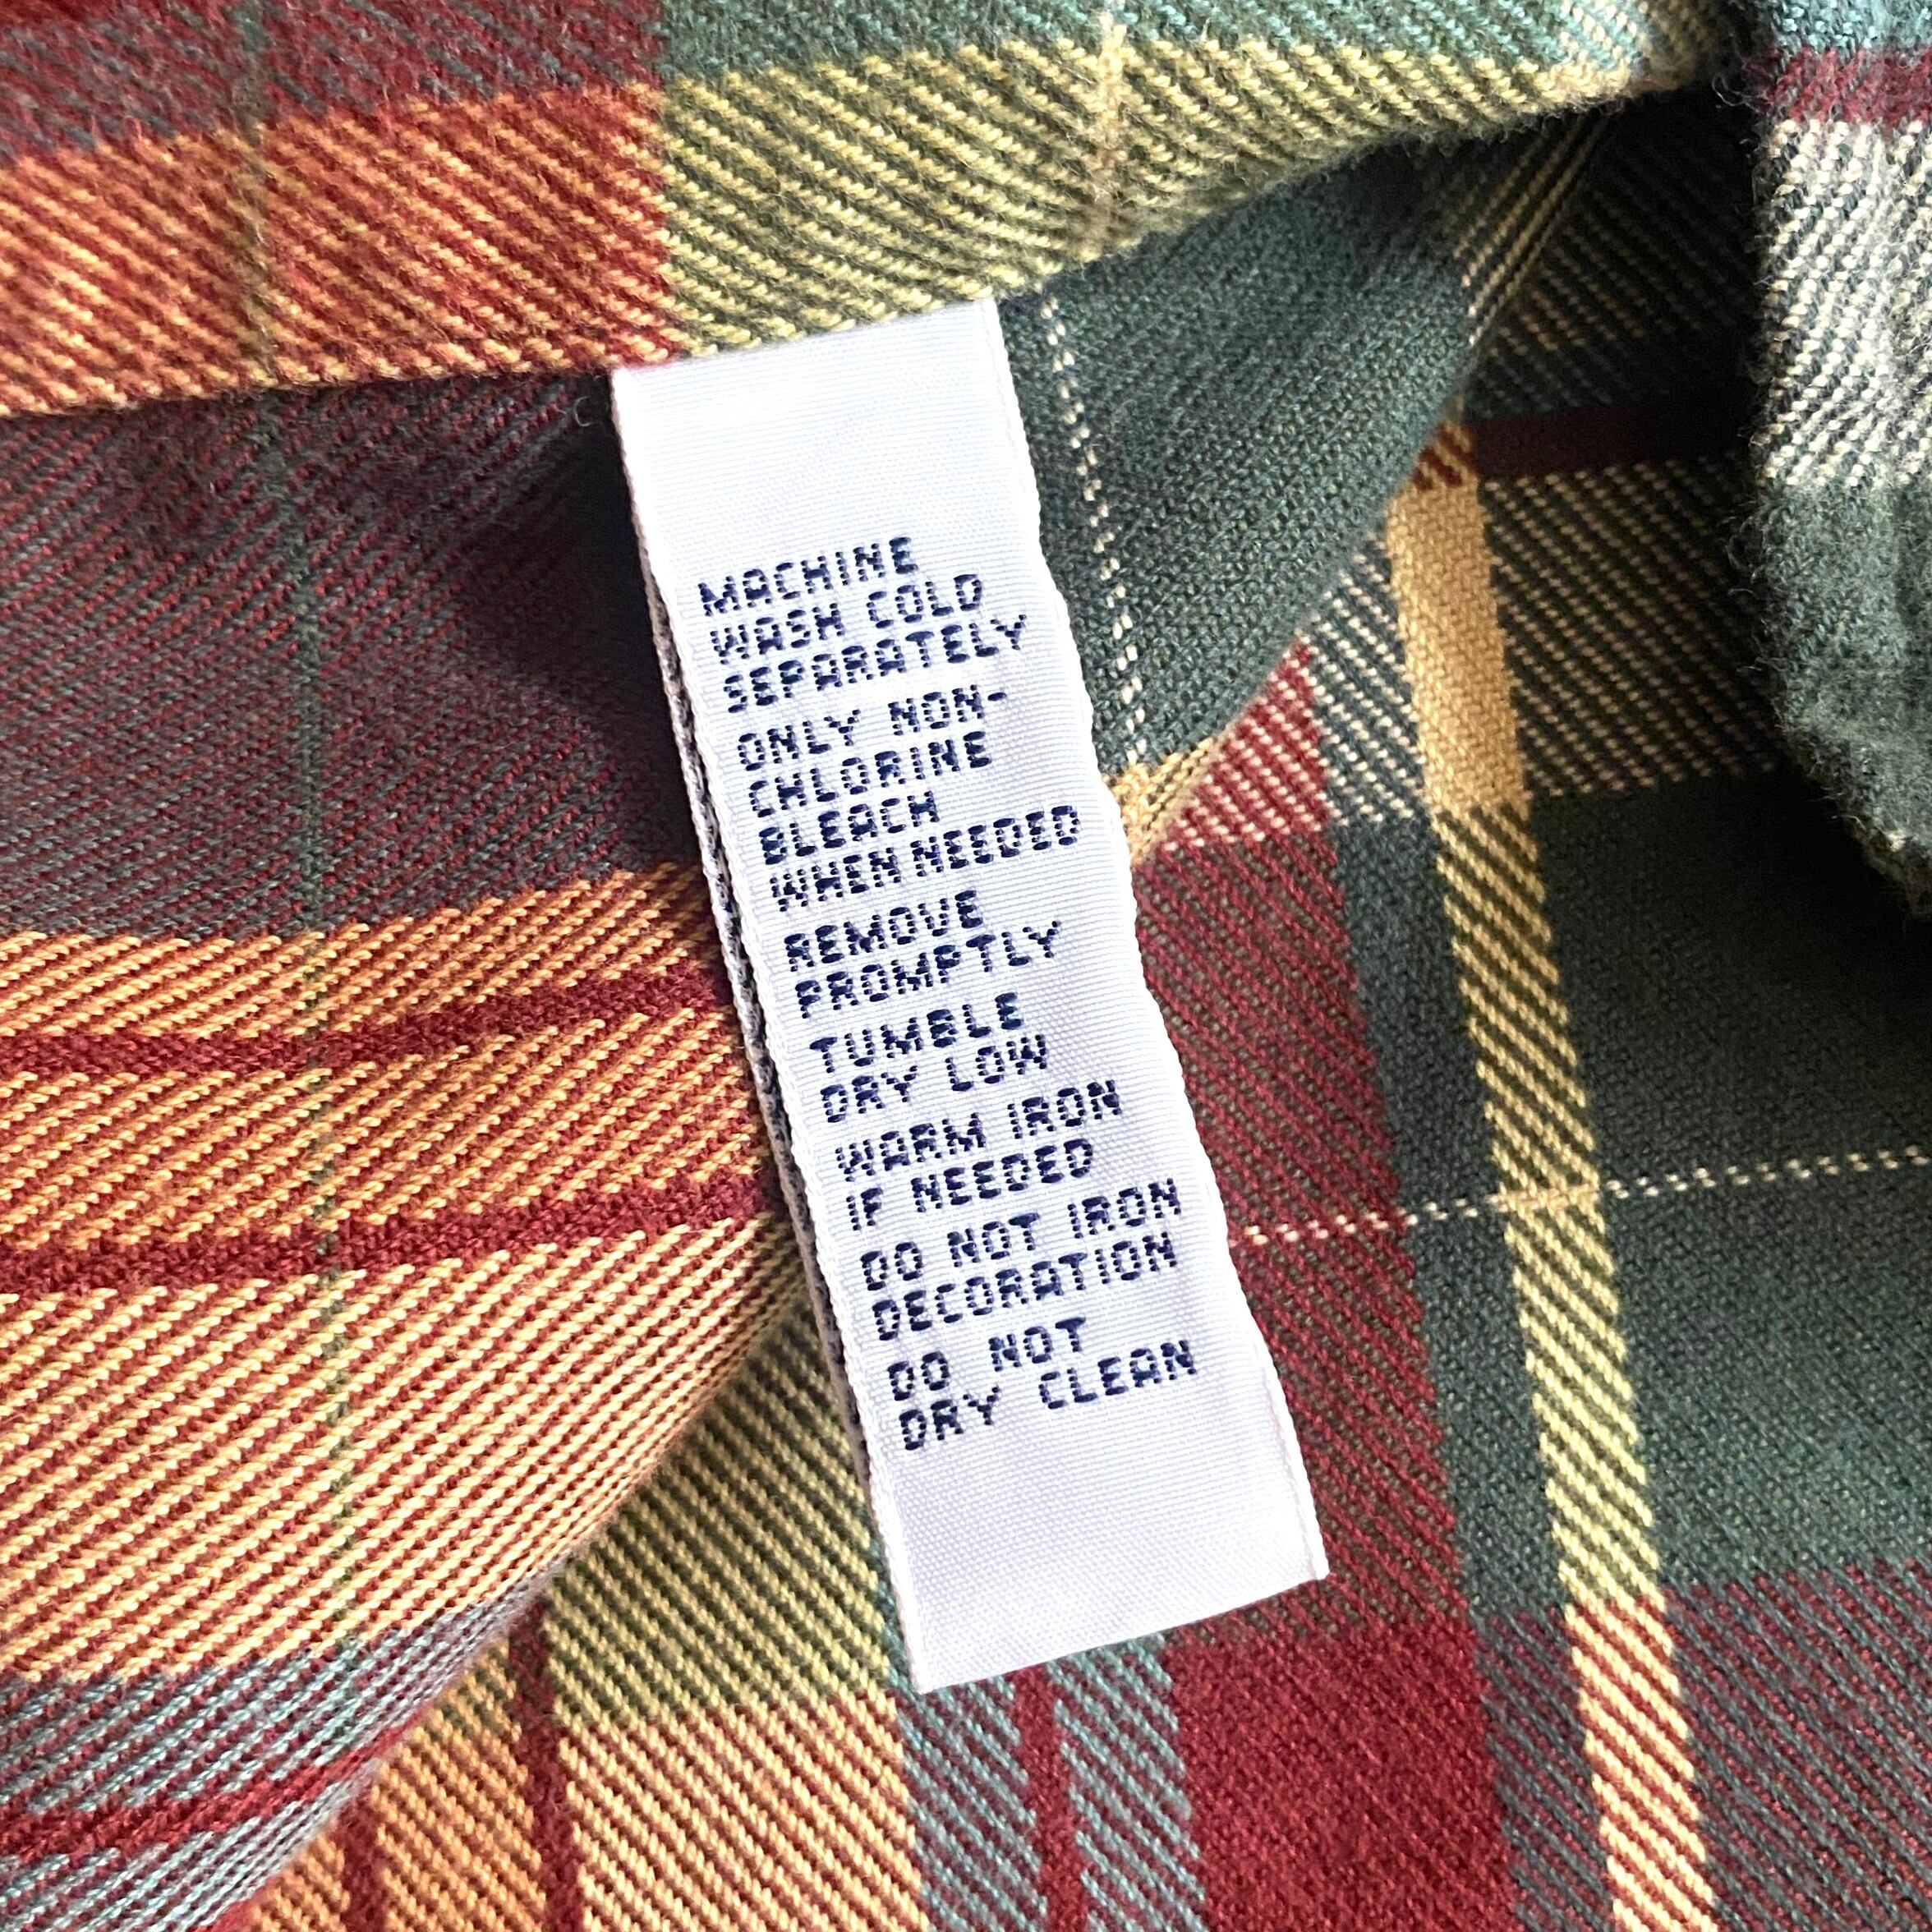 MACHINE
WASH COLD
SEPARATELY
ONLY NON-
CHLORINE
BLEACH
WHEN NEEDED
REMOVE
PROMPTLY
TUMBLE
DRY LOW
WARM IRON
IF NEEDED
DO NOT IRON
DECORATION
DO NOT
DRY CLEAN